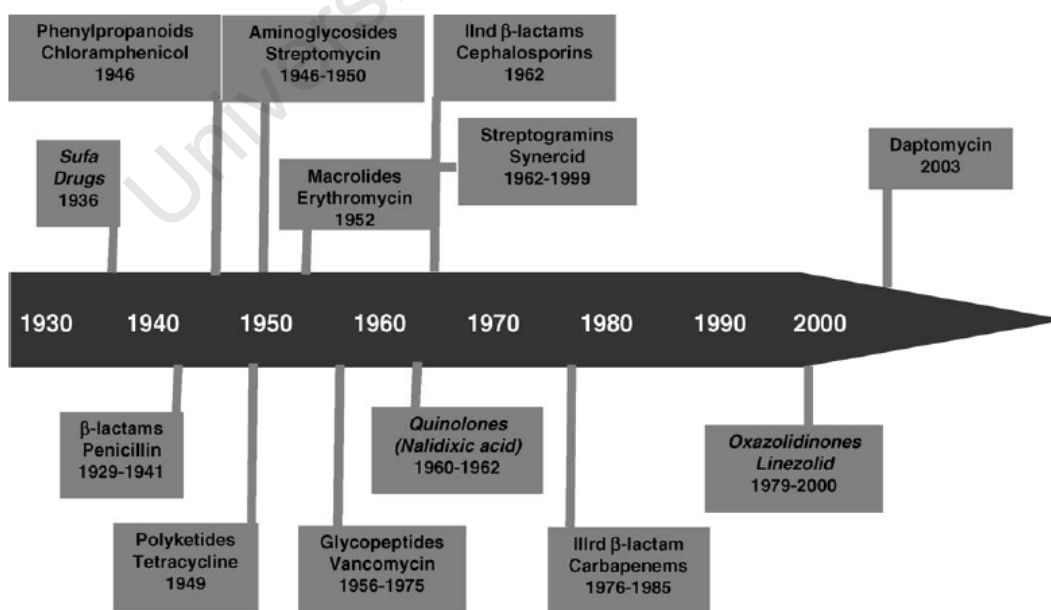 Phenylpropanoids
Chloramphenicol
1946
Aminoglycosides
Streptomycin
1946-1950
IInd β-lactams
Cephalosporins
1962
Sufa
Drugs
1936
Macrolides
Erythromycin
1952
Streptogramins
Synercid
1962-1999
Daptomycin
2003
1930 1940 1950 1960 1970 1980 1990 2000
β-lactams
Penicillin
1929-1941
Quinolones
(Nalidixic acid)
1960-1962
Oxazolidinones
Linezolid
1979-2000
Polyketides
Tetracycline
1949
Glycopeptides
Vancomycin
1956-1975
IIIrd β-lactam
Carbapenems
1976-1985